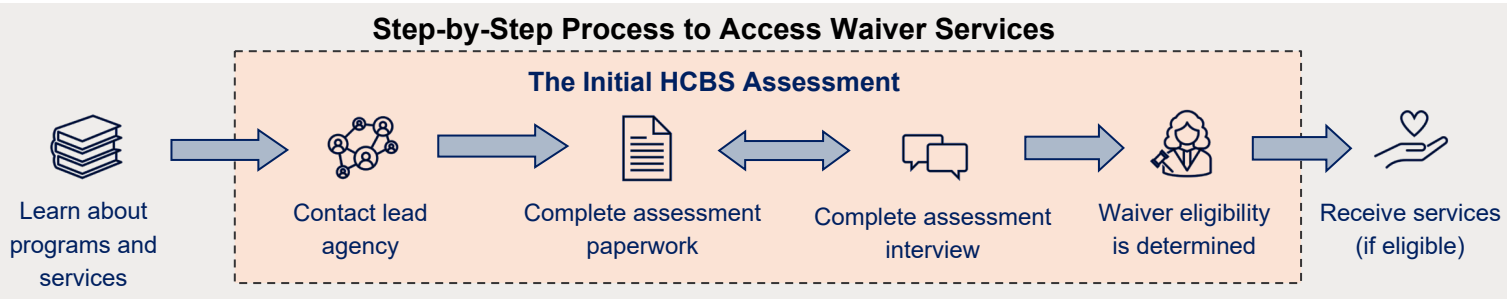 Step-by-Step Process to Access Waiver Services
The Initial HCBS Assessment
Learn about
programs and
services
Contact lead
agency
Complete assessment
paperwork
Complete assessment
interview
Waiver eligibility
is determined
Receive services
(if eligible)